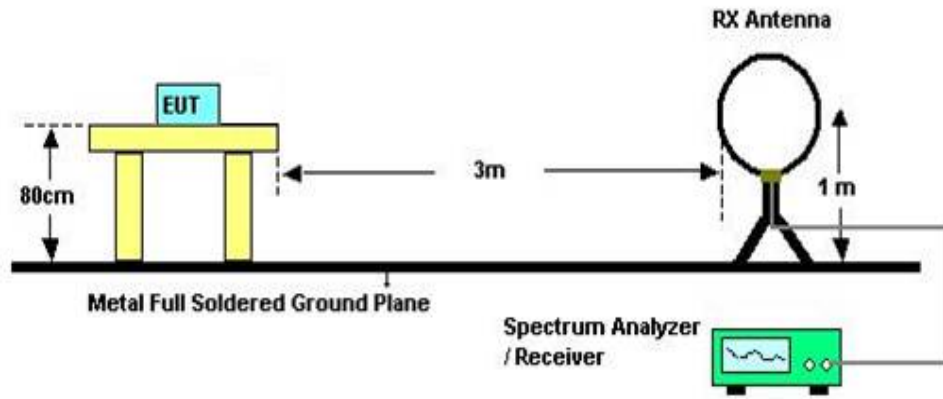 RX Antenna
EUT
80cm
3m
1 m
Metal Full Soldered Ground Plane
Spectrum Analyzer
/ Receiver